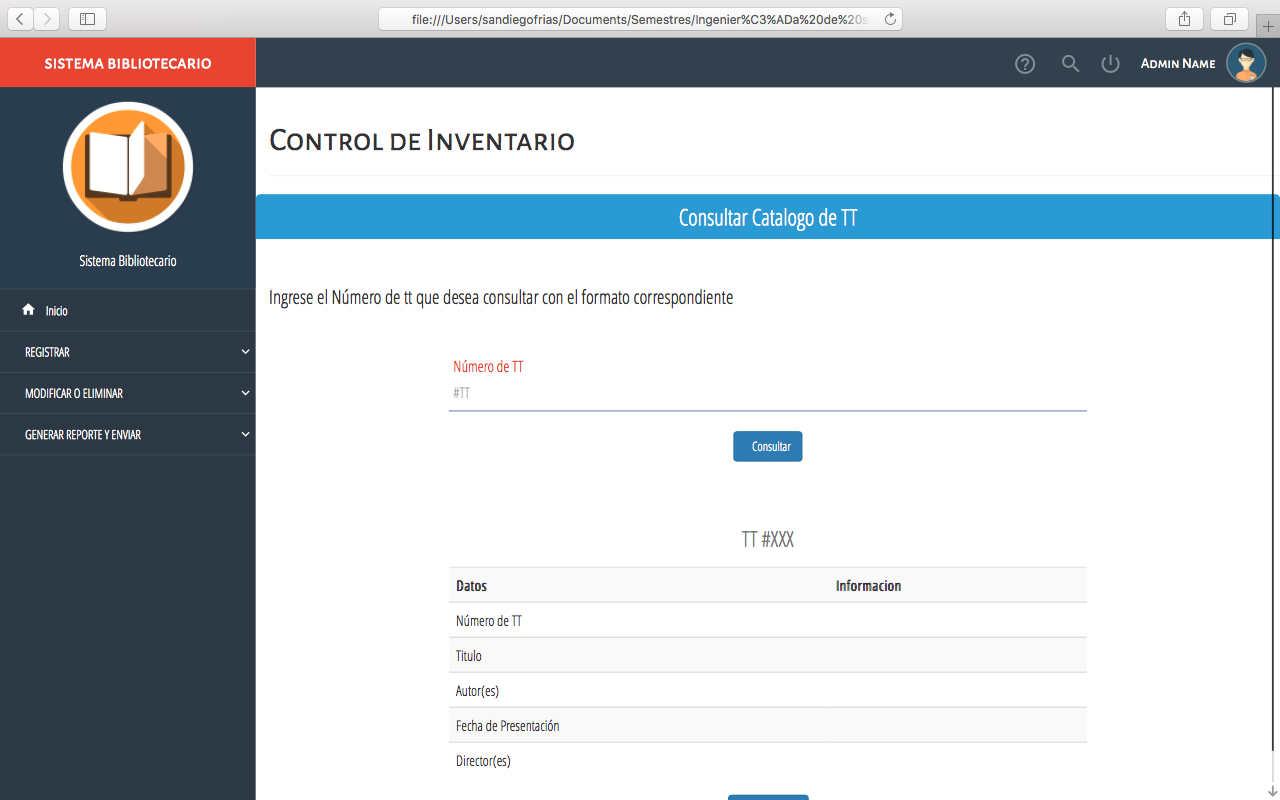 file:///Users/sandiegofrias/Documents/Semestres/Ingenier%C3%ADa%20de%20s
SISTEMA BIBLIOTECARIO
Admin Name
Sistema Bibliotecario
Inicio
REGISTRAR
MODIFICAR O ELIMINAR
GENERAR REPORTE Y ENVIAR
Control de Inventario
Consultar Catalogo de TT
Ingrese el Número de tt que desea consultar con el formato correspondiente
Número de TT
#TT
Consultar
TT #XXX
Datos Informacion
Número de TT
Titulo
Autor(es)
Fecha de Presentación
Director(es)